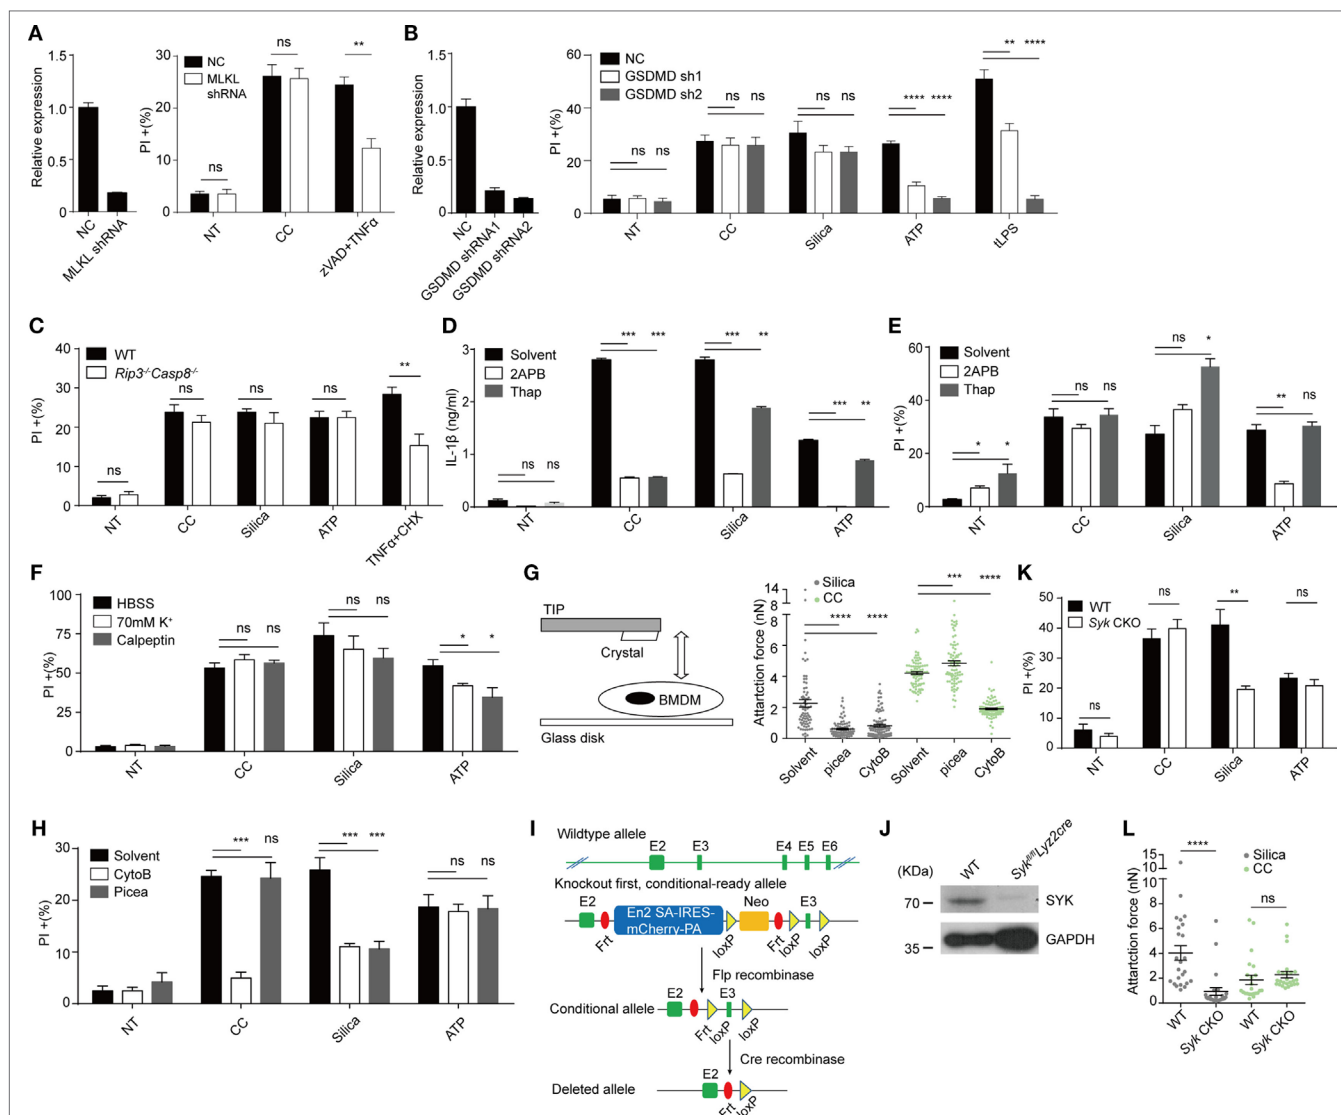 A
Relative expression
1.5
1.0
0.5
0
NC
MLKL shRNA
PI +(%)
30
20
10
0
NC
MLKL
shRNA
ns
ns
**
NT
CC
zVAD+TNFα
B
Relative expression
1.5
1.0
0.5
0
NC
GSDMD shRNA1
GSDMD shRNA2
PI +(%)
60
40
20
0
NC
GSDMD sh1
GSDMD sh2
ns ns
ns ns
ns ns
**** ****
** ****
NT
CC
Silica
ATP
tLPS
C
PI +(%)
40
30
20
10
0
WT
Rip3-/-Casp8-/-
ns
ns
ns
ns
**
NT
CC
Silica
ATP
TNFα+CHX
D
IL-1β (ng/ml)
3
2
1
0
Solvent
2APB
Thap
ns ns
*** ***
*** **
*** **
NT
CC
Silica
ATP
E
PI +(%)
60
40
20
0
Solvent
2APB
Thap
* *
ns ns
ns *
** ns
NT
CC
Silica
ATP
F
PI +(%)
100
75
50
25
0
HBSS
70mM K+
Calpeptin
ns ns
ns ns
* *
NT
CC
Silica
ATP
G
TIP
Crystal
BMDM
Glass disk
Attartction force (nN)
14
8
8
6
4
2
0
Silica
CC
**** ****
*** ****
Solvent
picea
CytoB
Solvent
picea
CytoB
K
PI +(%)
50
40
30
20
10
0
WT
Syk CKO
ns
ns
**
ns
NT
CC
Silica
ATP
H
PI +(%)
30
20
10
0
Solvent
CytoB
Picea
*** ns
*** ***
ns ns
NT
CC
Silica
ATP
I
Wildtype allele
E2 E3 E4 E5 E6
Knockout first, conditional-ready allele
E2 En2 SA-IRES-
mCherry-PA
Neo E3
Frt loxP Frt loxP loxP
Flp recombinase
E2 E3
Conditional allele
Frt loxP loxP
Cre recombinase
E2
Deleted allele
Frt loxP
J
(KDa) WT Sykfl/flLyz2cre
70 SYK
35 GAPDH
L
Attartction force (nN)
15
10
8
6
4
2
0
Silica
CC
****
ns
WT
Syk CKO
WT
Syk CKO